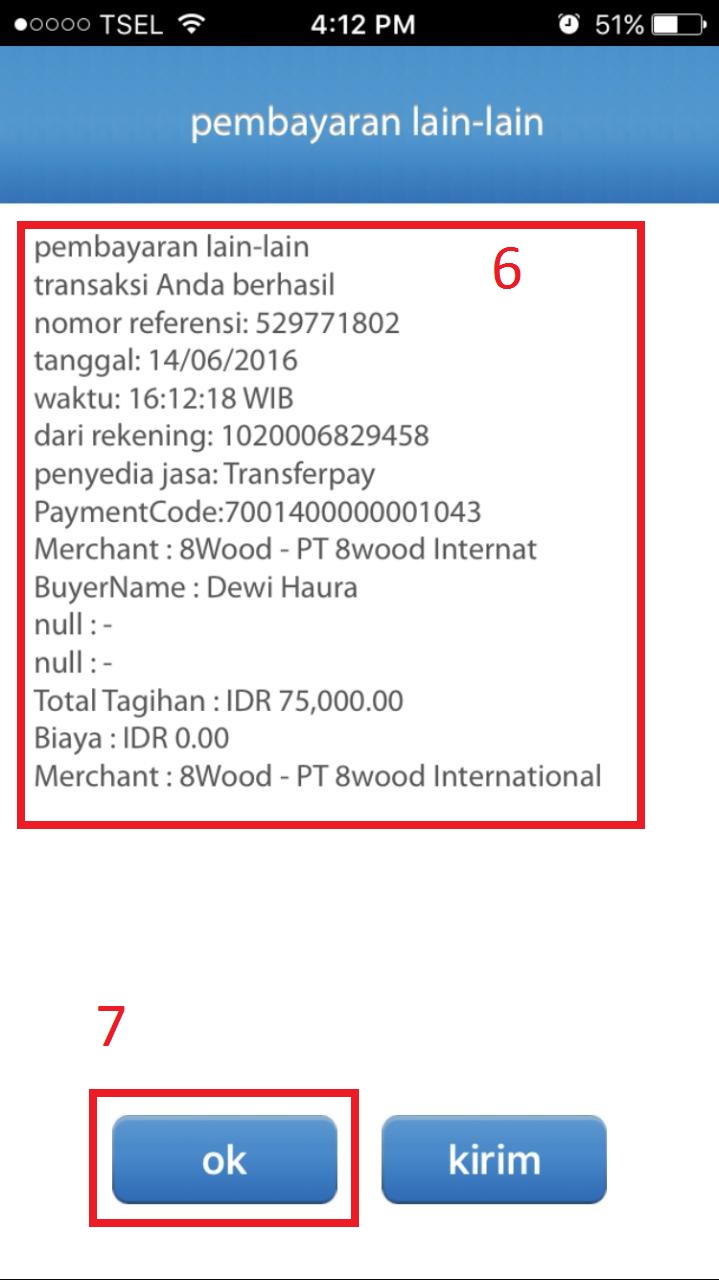 TSEL 4:12 PM 51%
pembayaran lain-lain
6
pembayaran lain-lain
transaksi Anda berhasil
nomor referensi: 529771802
tanggal: 14/06/2016
waktu: 16:12:18 WIB
dari rekening: 1020006829458
penyedia jasa: Transferpay
PaymentCode:7001400000001043
Merchant : 8Wood - PT 8wood Internat
BuyerName : Dewi Haura
null : -
null : -
Total Tagihan : IDR 75,000.00
Biaya : IDR 0.00
Merchant : 8Wood - PT 8wood International
7
ok kirim